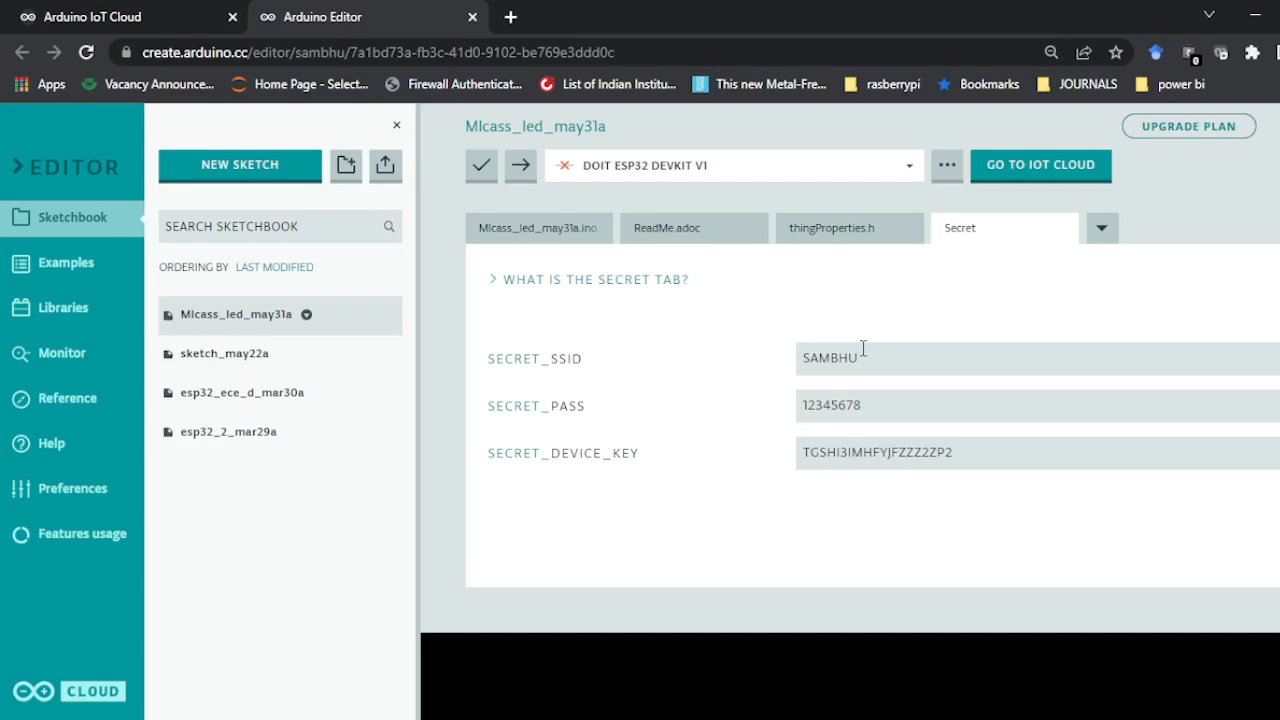 Arduino IoT Cloud
Arduino Editor
create.arduino.cc/editor/sambhu/7a1bd73a-fb3c-41d0-9102-be769e3ddd0c
0
Apps
Vacancy Announce...
Home Page - Select...
Firewall Authenticat...
List of Indian Institu...
This new Metal-Fre...
rasberrypi
Bookmarks
JOURNALS
power bi
EDITOR
Sketchbook
Examples
Libraries
Monitor
Reference
Help
Preferences
Features usage
CLOUD
NEW SKETCH
SEARCH SKETCHBOOK
ORDERING BY LAST MODIFIED
Mlcass_led_may31a
sketch_may22a
esp32_ece_d_mar30a
esp32_2_mar29a
Mlcass_led_may31a
UPGRADE PLAN
DOIT ESP32 DEVKIT V1
GO TO IOT CLOUD
Mlcass_led_may31a.ino
ReadMe.adoc
thingProperties.h
Secret
> WHAT IS THE SECRET TAB?
SECRET_SSID SAMBHU
SECRET_PASS 12345678
SECRET_DEVICE_KEY TGSHI3IMHFYJFZZZ2ZP2